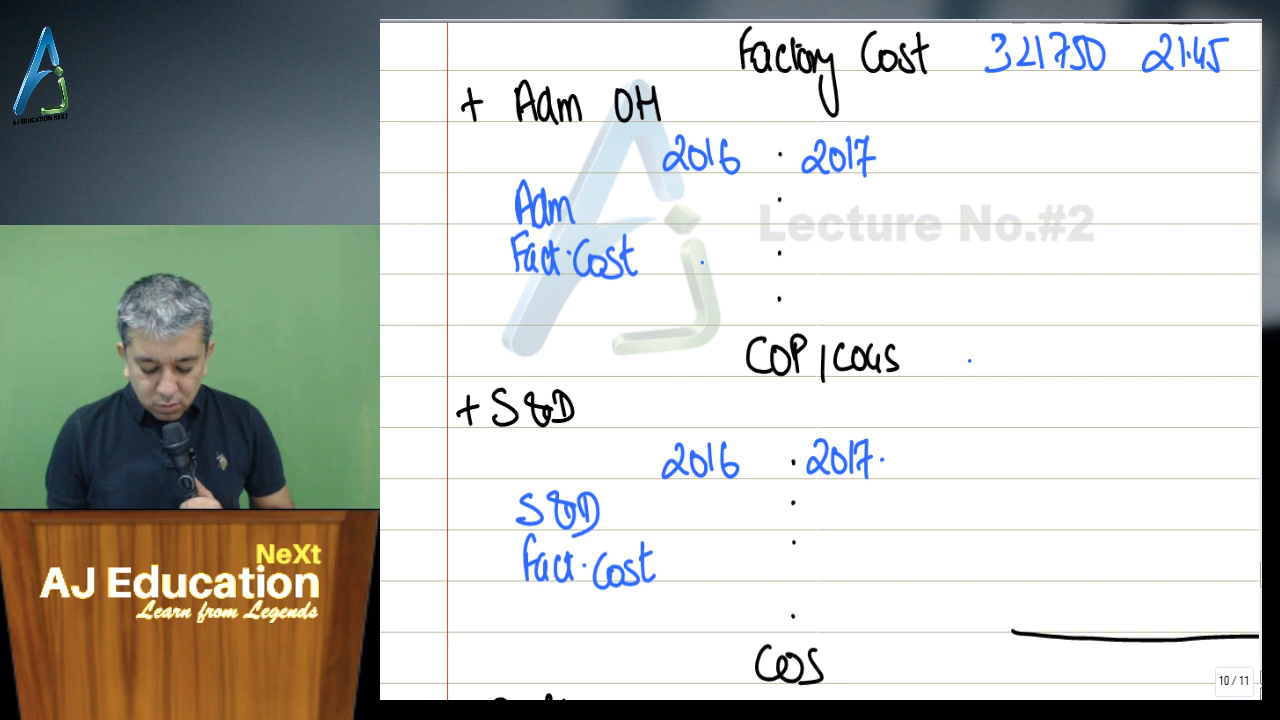 AJ EDUCATION NEXT
Factory Cost 321750 21.45
+ Adm OH
2016 2017
Adm
Lecture No.#2
Fact. Cost
COP / COGS
+ S&D
2016 2017
S&D
Fact. Cost
COS
NeXt
AJ Education
Learn from Legends
10 / 11